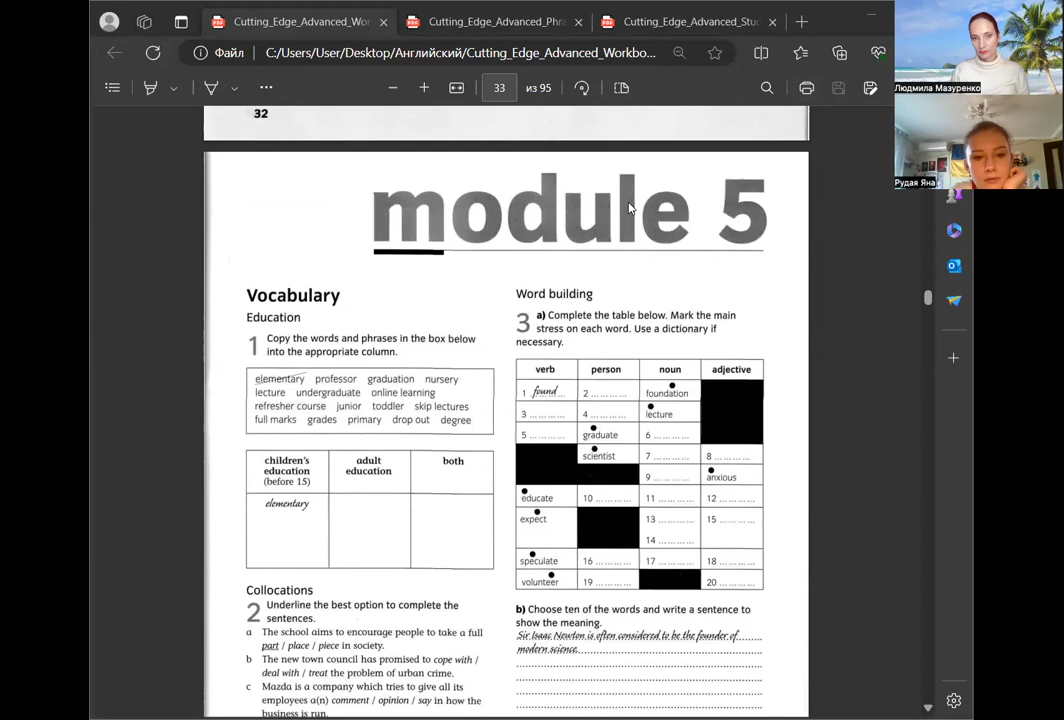 Cutting_Edge_Advanced_Wor
Cutting_Edge_Advanced_Phra
Cutting_Edge_Advanced_Stuc
Файл
C:/Users/User/Desktop/Английский/Cutting_Edge_Advanced_Workbo...
33 из 95
Людмила Мазуренко
Рудая Яна
32
module 5
Vocabulary
Education
1 Copy the words and phrases in the box below
into the appropriate column.
elementary professor graduation nursery
lecture undergraduate online learning
refresher course junior toddler skip lectures
full marks grades primary drop out degree
children's education (before 15) adult education both
elementary
Collocations
2 Underline the best option to complete the
sentences.
a The school aims to encourage people to take a full
part / place / piece in society.
b The new town council has promised to cope with /
deal with / treat the problem of urban crime.
c Mazda is a company which tries to give all its
employees a(n) comment / opinion / say in how the
business is run.
Word building
3 a) Complete the table below. Mark the main
stress on each word. Use a dictionary if
necessary.
verb person noun adjective
1 found 2 ............ foundation
3 ............ 4 ............ lecture
5 ............ graduate 6 ............
scientist 7 ............ 8 ............
9 ............ anxious
educate 10 ............ 11 ............ 12 ............
expect 13 ............ 15 ............
14 ............
speculate 16 ............ 17 ............ 18 ............
volunteer 19 ............ 20 ............
b) Choose ten of the words and write a sentence to
show the meaning.
Sir Isaac Newton is often considered to be the founder of
modern science.